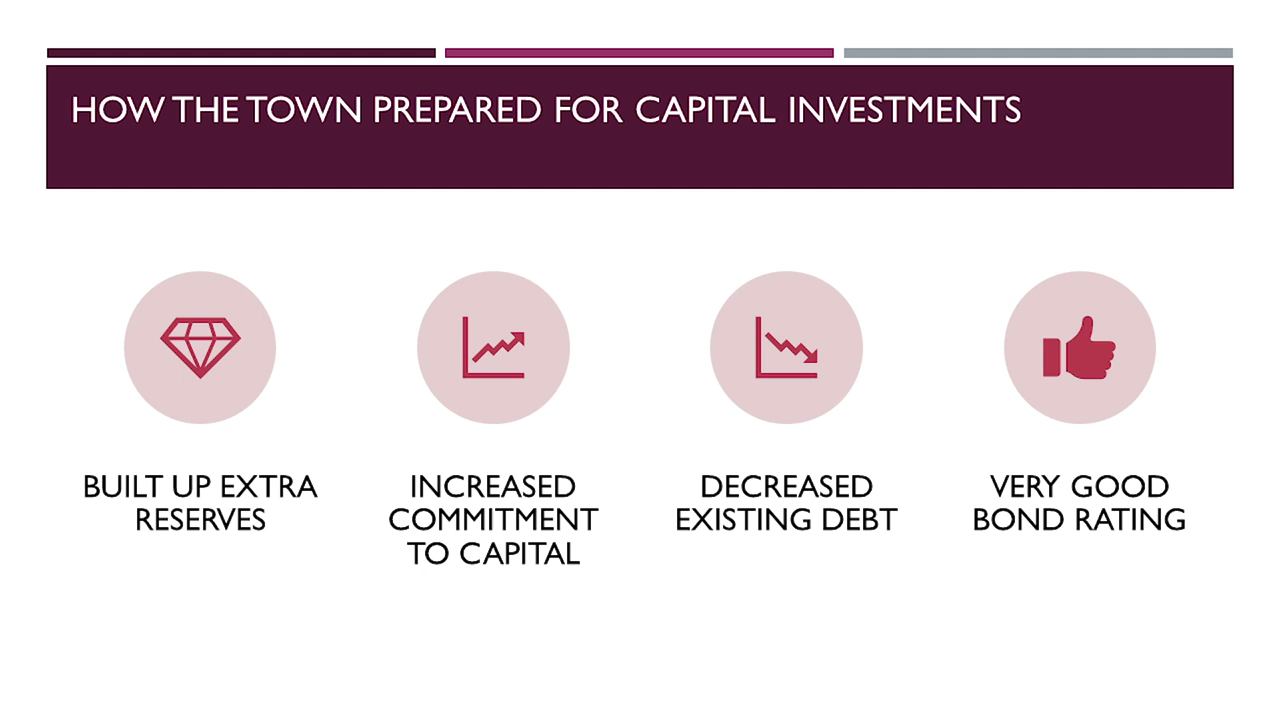 HOW THE TOWN PREPARED FOR CAPITAL INVESTMENTS
BUILT UP EXTRA
RESERVES
INCREASED
COMMITMENT
TO CAPITAL
DECREASED
EXISTING DEBT
VERY GOOD
BOND RATING